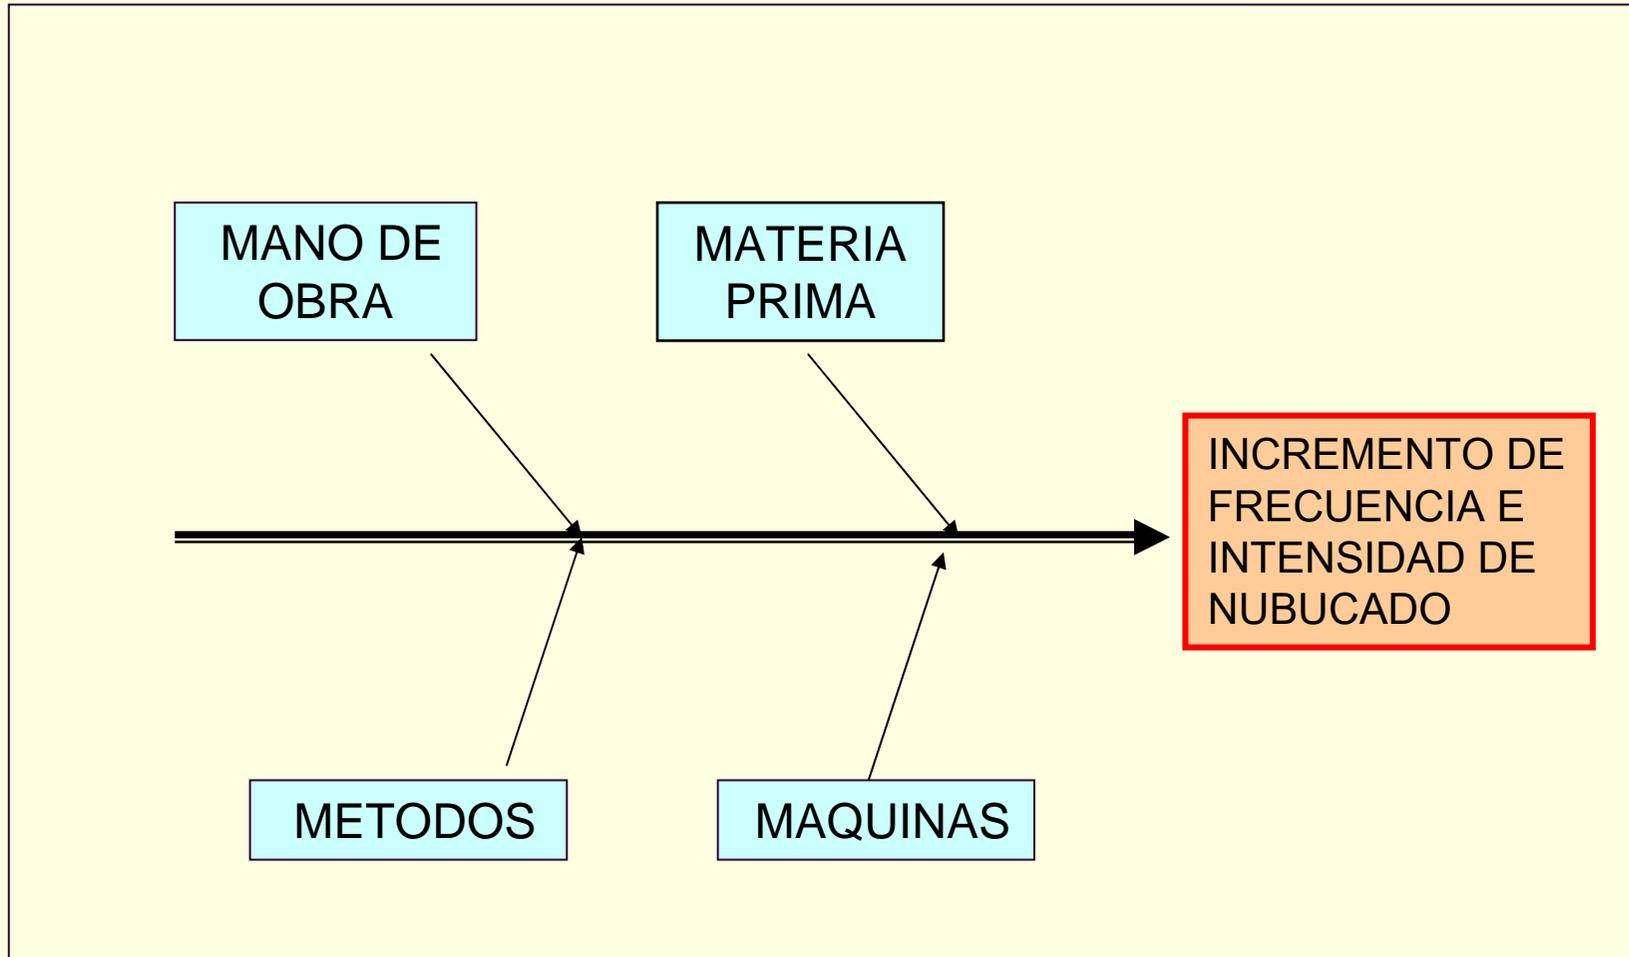 MANO DE
OBRA
MATERIA
PRIMA
INCREMENTO DE
FRECUENCIA E
INTENSIDAD DE
NUBUCADO
METODOS
MAQUINAS